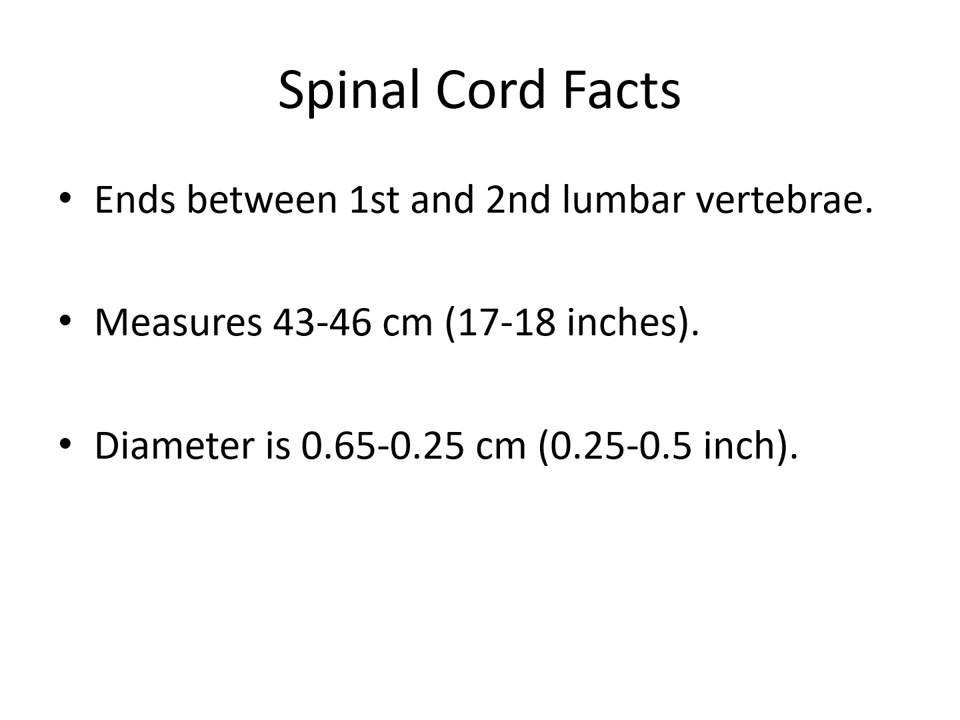 Spinal Cord Facts
• Ends between 1st and 2nd lumbar vertebrae.
• Measures 43-46 cm (17-18 inches).
• Diameter is 0.65-0.25 cm (0.25-0.5 inch).